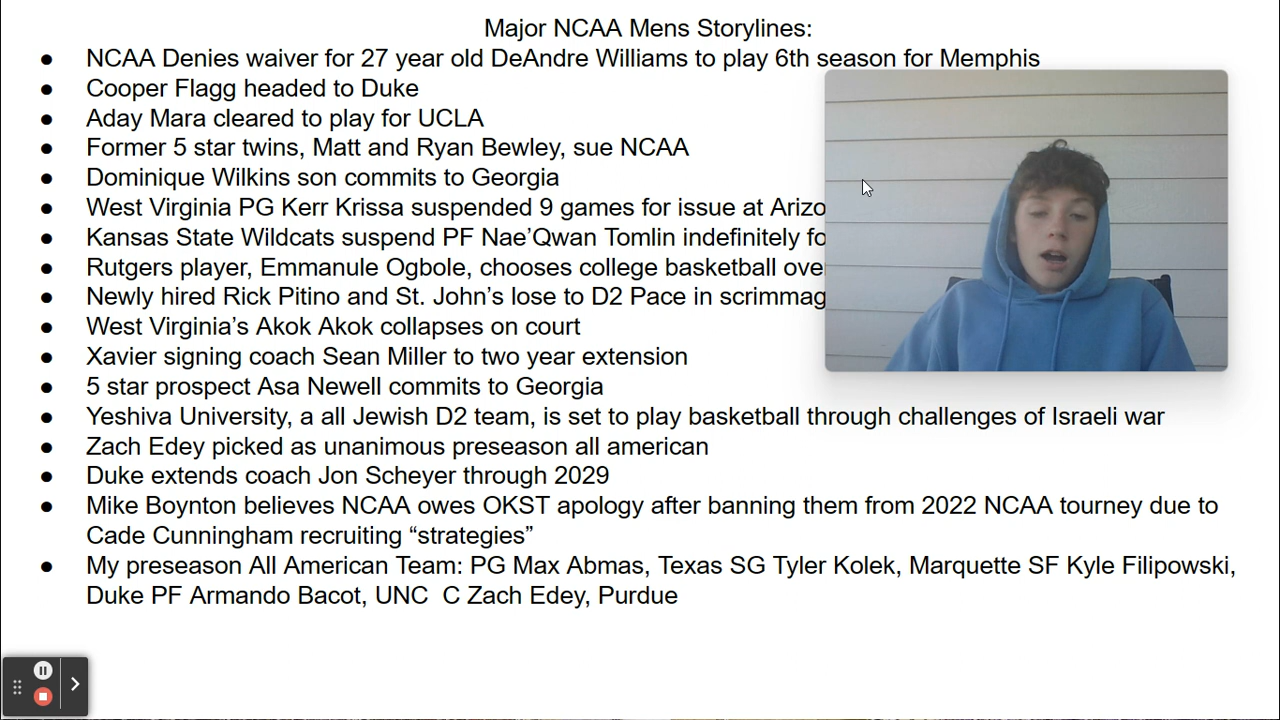 Major NCAA Mens Storylines:
● NCAA Denies waiver for 27 year old DeAndre Williams to play 6th season for Memphis
● Cooper Flagg headed to Duke
● Aday Mara cleared to play for UCLA
● Former 5 star twins, Matt and Ryan Bewley, sue NCAA
● Dominique Wilkins son commits to Georgia
● West Virginia PG Kerr Krissa suspended 9 games for issue at Arizo
● Kansas State Wildcats suspend PF Nae’Qwan Tomlin indefinitely fo
● Rutgers player, Emmanule Ogbole, chooses college basketball over
● Newly hired Rick Pitino and St. John’s lose to D2 Pace in scrimmag
● West Virginia’s Akok Akok collapses on court
● Xavier signing coach Sean Miller to two year extension
● 5 star prospect Asa Newell commits to Georgia
● Yeshiva University, a all Jewish D2 team, is set to play basketball through challenges of Israeli war
● Zach Edey picked as unanimous preseason all american
● Duke extends coach Jon Scheyer through 2029
● Mike Boynton believes NCAA owes OKST apology after banning them from 2022 NCAA tourney due to
Cade Cunningham recruiting “strategies”
● My preseason All American Team: PG Max Abmas, Texas SG Tyler Kolek, Marquette SF Kyle Filipowski,
Duke PF Armando Bacot, UNC C Zach Edey, Purdue